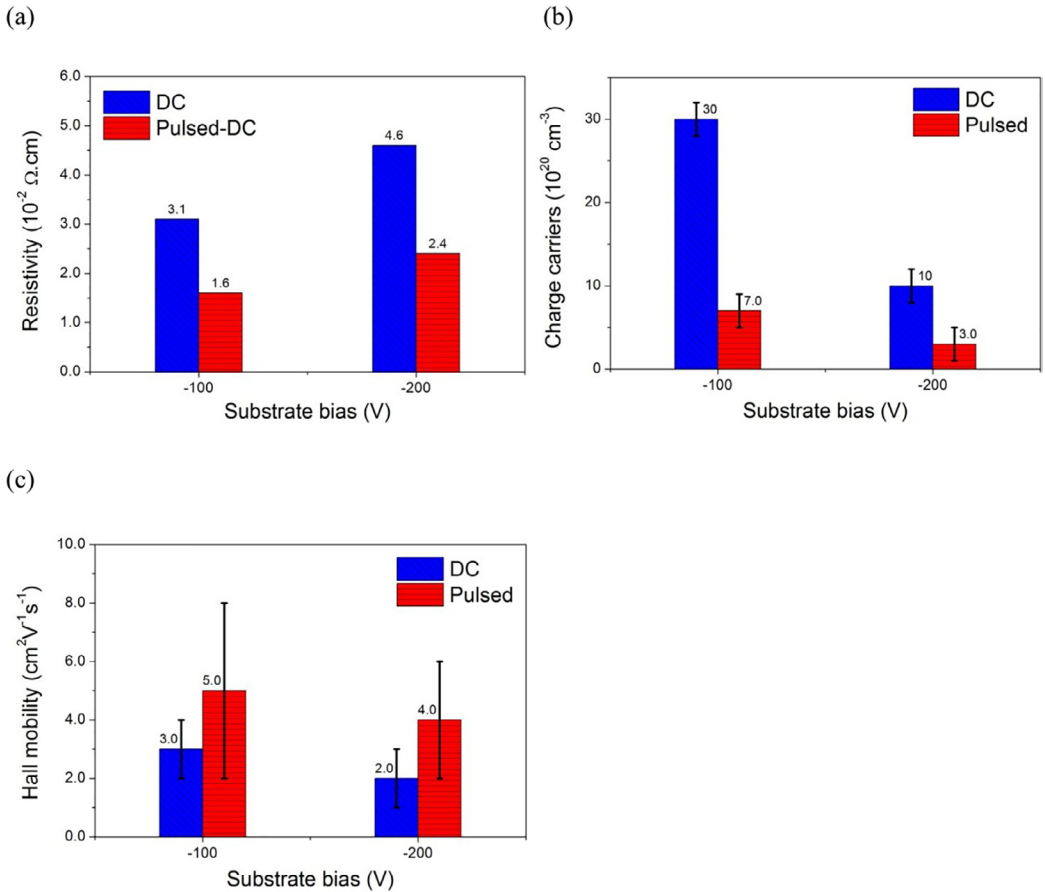 (a)
6.0
5.0
4.0
3.0
2.0
1.0
0.0
Resistivity (10⁻² Ω.cm)
DC
Pulsed-DC
3.1
1.6
4.6
2.4
-100
-200
Substrate bias (V)
(b)
30
20
10
0
Charge carriers (10²⁰ cm⁻³)
DC
Pulsed
30
7.0
10
3.0
-100
-200
Substrate bias (V)
(c)
10.0
8.0
6.0
4.0
2.0
0.0
Hall mobility (cm²V⁻¹s⁻¹)
DC
Pulsed
3.0
5.0
2.0
4.0
-100
-200
Substrate bias (V)